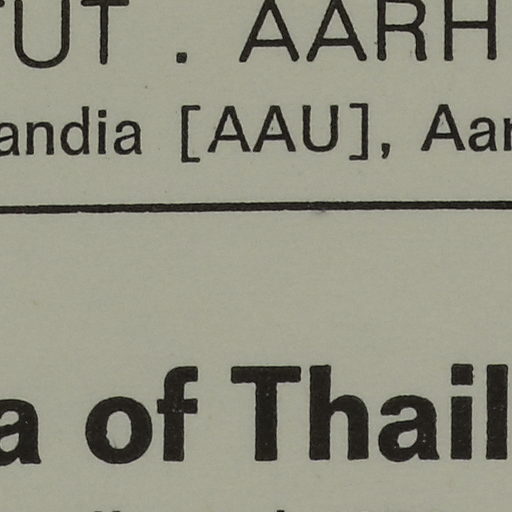 TUT . AARH
andia [AAU], Aar
a of Thail